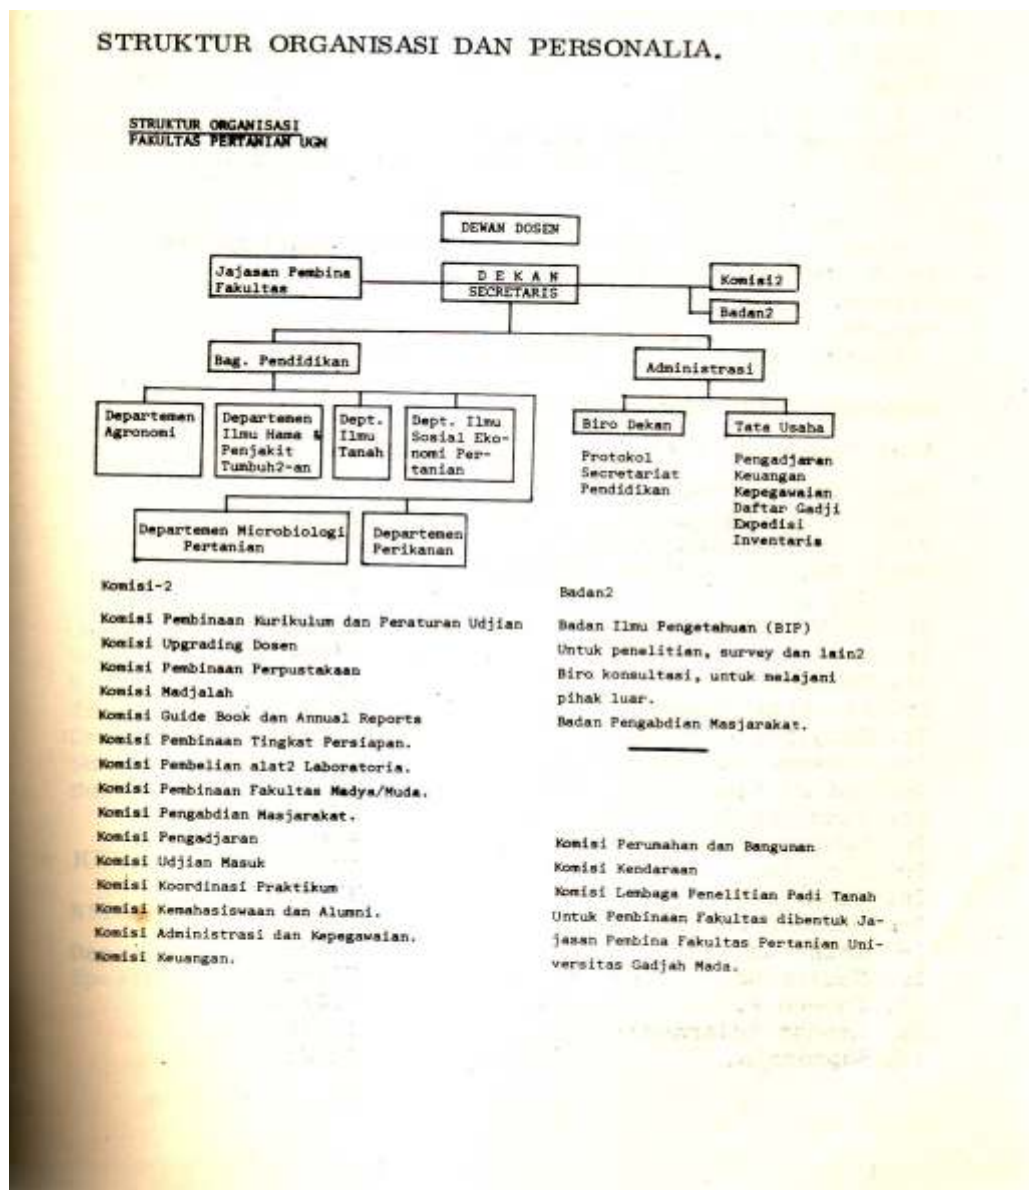 STRUKTUR ORGANISASI DAN PERSONALIA.
STRUKTUR ORGANISASI
FAKULTAS PERTANIAN UGM
DEWAN DOSEN
Jajasan Pembina
Fakultas
D E K A N
SECRETARIS
Komisi2
Badan2
Bag. Pendidikan
Administrasi
Departemen
Agronomi
Departemen
Ilmu Hama &
Penjakit
Tumbuh2-an
Dept.
Ilmu
Tanah
Dept. Ilmu
Sosial Eko-
nomi Per-
tanian
Biro Dekan
Tata Usaha
Protokol
Secretariat
Pendidikan
Pengadjaran
Keuangan
Kepegawaian
Daftar Gadji
Expedisi
Inventaris
Departemen Microbiologi
Pertanian
Departemen
Perikanan
Komisi-2
Komisi Pembinaan Kurikulum dan Peraturan Udjian
Komisi Upgrading Dosen
Komisi Pembinaan Perpustakaan
Komisi Madjalah
Komisi Guide Book dan Annual Reports
Komisi Pembinaan Tingkat Persiapan.
Komisi Pembelian alat2 Laboratoria.
Komisi Pembinaan Fakultas Madya/Muda.
Komisi Pengabdian Masjarakat.
Komisi Pengadjaran
Komisi Udjian Masuk
Komisi Koordinasi Praktikum
Komisi Kemahasiswaan dan Alumni.
Komisi Administrasi dan Kepegawaian.
Komisi Keuangan.
Badan2
Badan Ilmu Pengetahuan (BIP)
Untuk penelitian, survey dan lain2
Biro konsultasi, untuk melajani
pihak luar.
Badan Pengabdian Masjarakat.
Komisi Perumahan dan Bangunan
Komisi Kendaraan
Komisi Lembaga Penelitian Padi Tanah
Untuk Pembinaan Fakultas dibentuk Ja-
jasan Pembina Fakultas Pertanian Uni-
versitas Gadjah Mada.